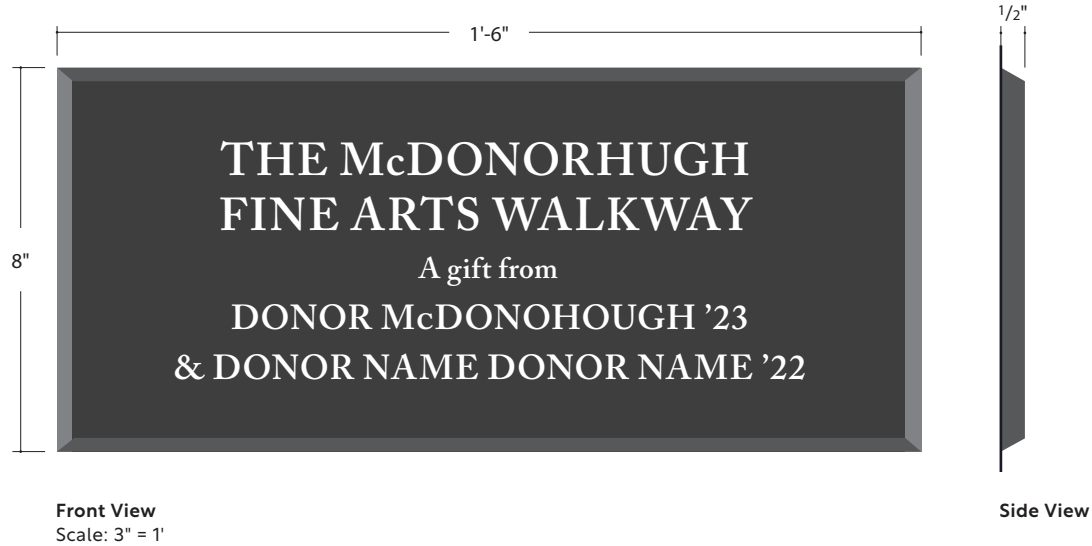 1'-6"
1/2"
8"
THE McDONORHUGH
FINE ARTS WALKWAY
A gift from
DONOR McDONOHOUGH ’23
& DONOR NAME DONOR NAME ’22
Front View
Scale: 3" = 1'
Side View